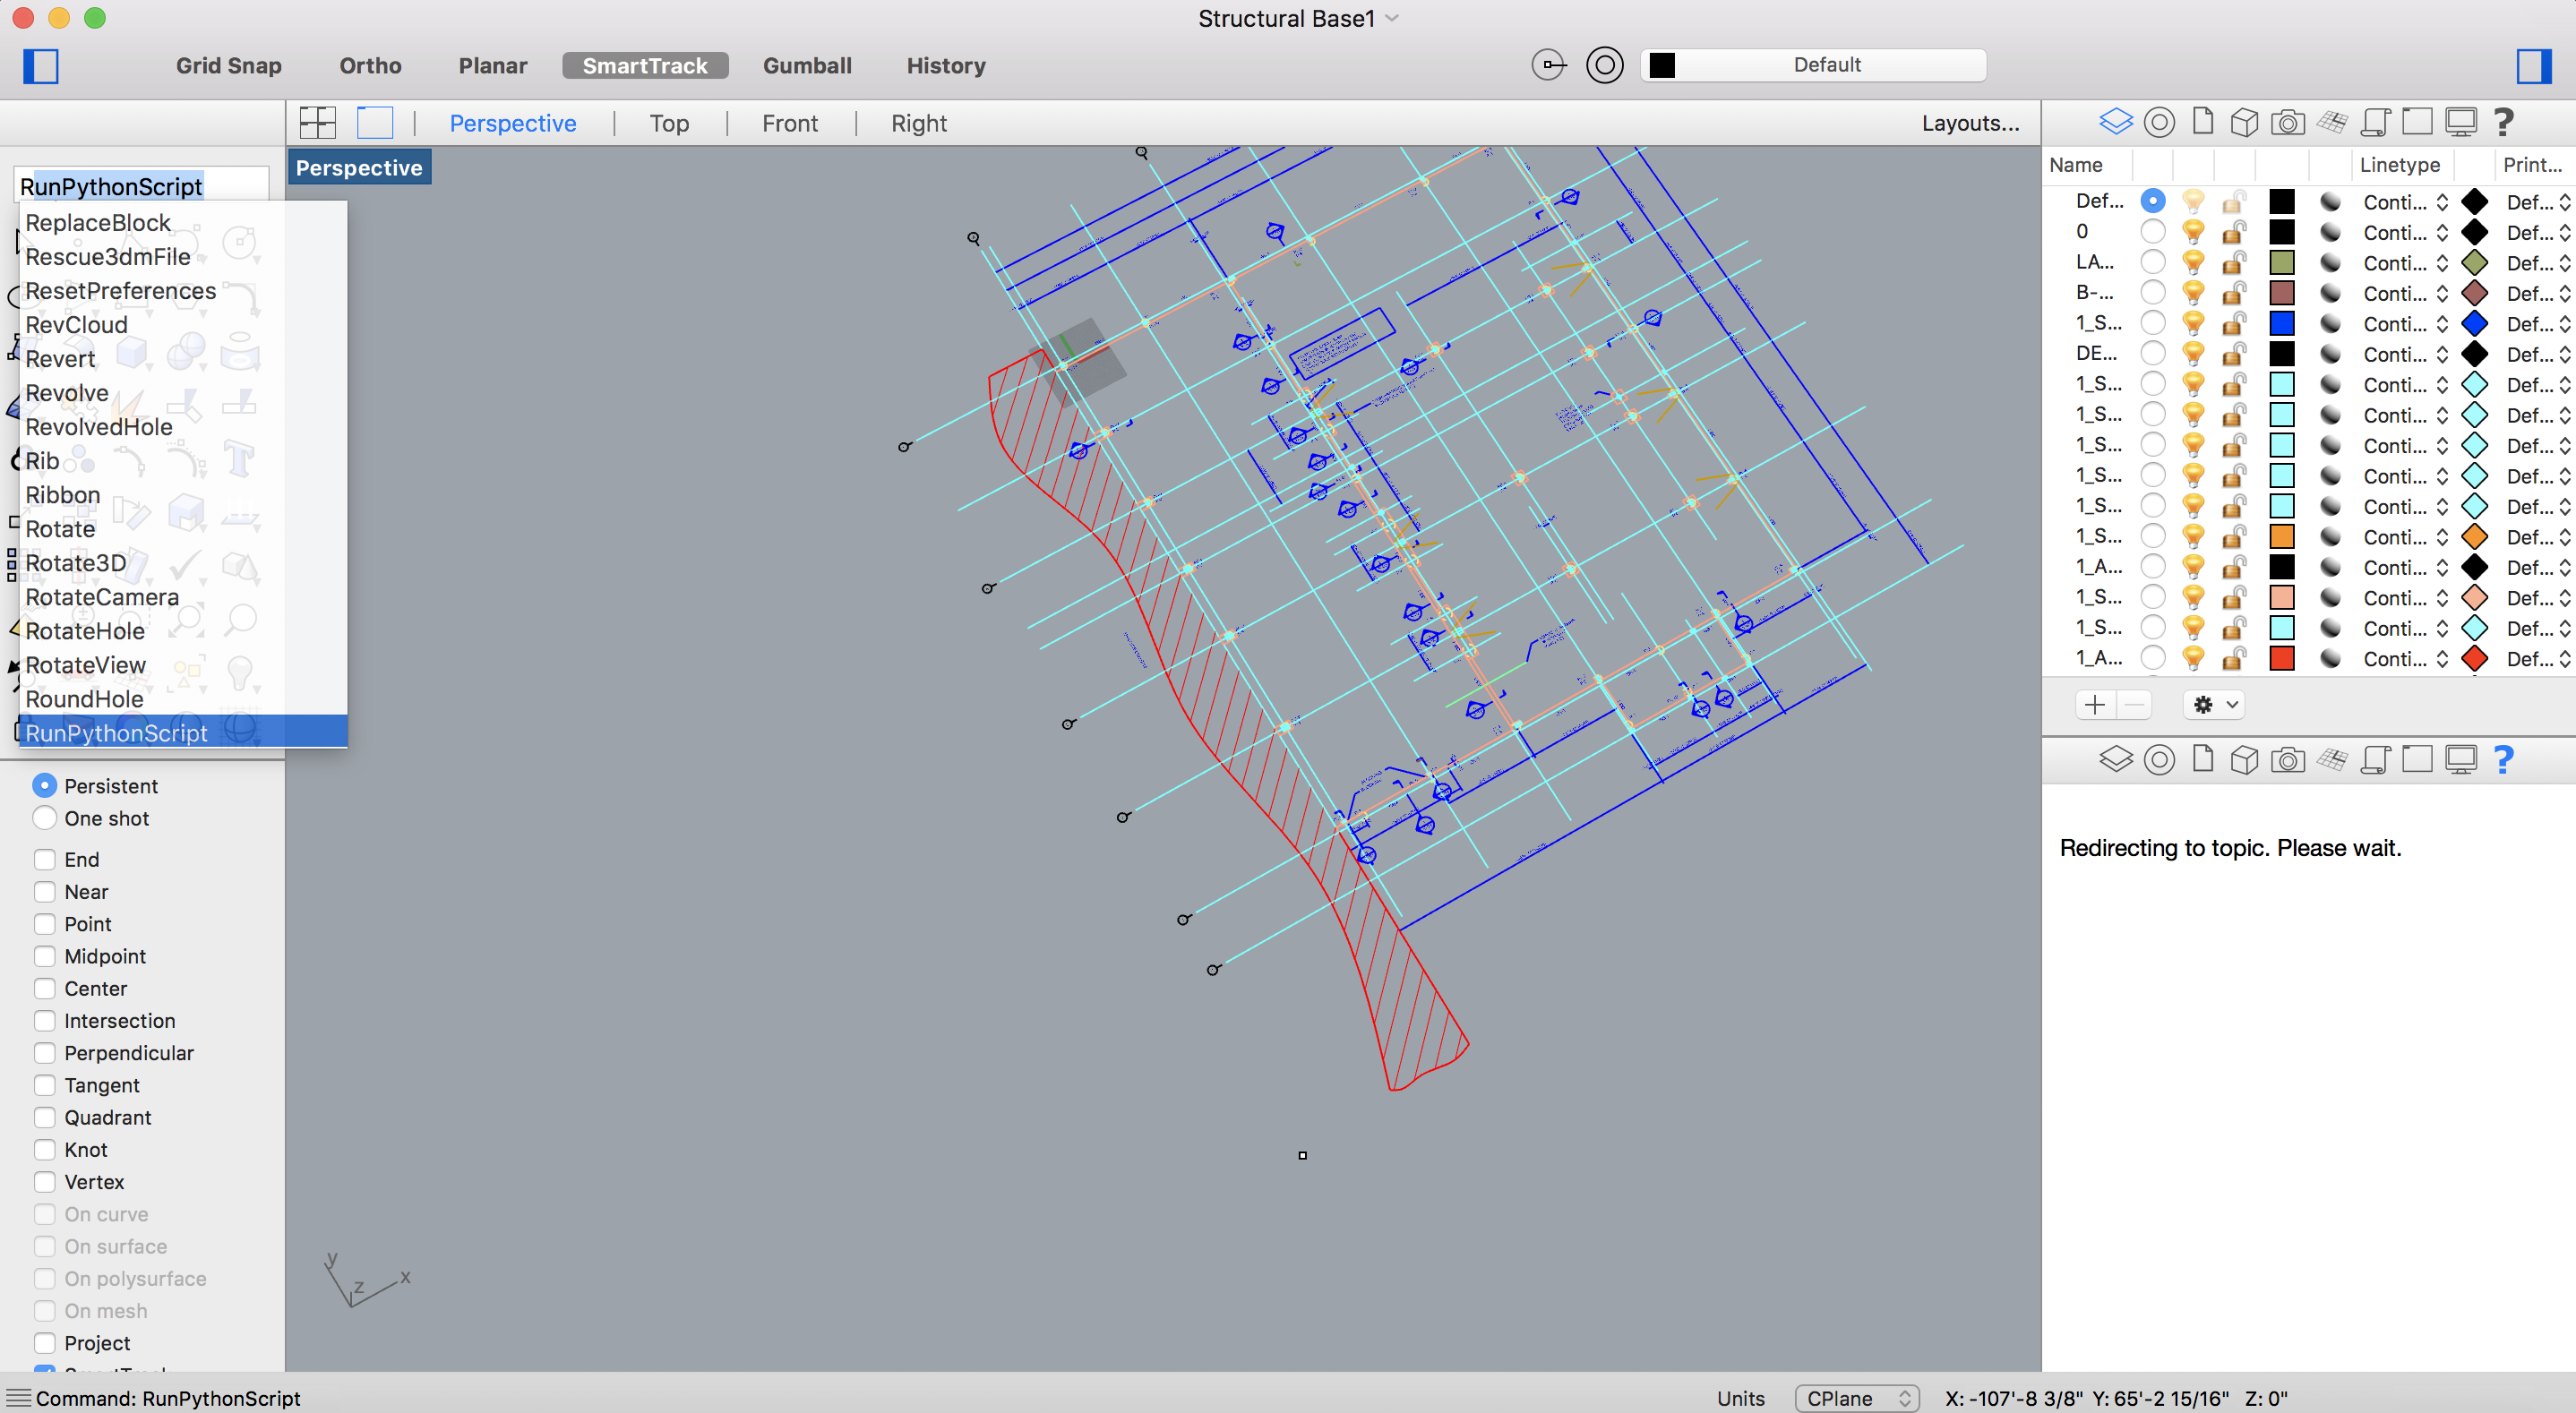 Structural Base1
Grid Snap Ortho Planar SmartTrack Gumball History Default
Perspective Top Front Right Layouts...
Perspective
RunPythonScript
ReplaceBlock
Rescue3dmFile
ResetPreferences
RevCloud
Revert
Revolve
RevolvedHole
Rib
Ribbon
Rotate
Rotate3D
RotateCamera
RotateHole
RotateView
RoundHole
RunPythonScript
Persistent
One shot
End
Near
Point
Midpoint
Center
Intersection
Perpendicular
Tangent
Quadrant
Knot
Vertex
On curve
On surface
On polysurface
On mesh
Project
y
z
x
Name Linetype Print...
Def... Conti... Def...
0 Conti... Def...
LA... Conti... Def...
B-... Conti... Def...
1_S... Conti... Def...
DE... Conti... Def...
1_S... Conti... Def...
1_S... Conti... Def...
1_S... Conti... Def...
1_S... Conti... Def...
1_S... Conti... Def...
1_S... Conti... Def...
1_A... Conti... Def...
1_S... Conti... Def...
1_S... Conti... Def...
1_A... Conti... Def...
Redirecting to topic. Please wait.
Command: RunPythonScript
Units CPlane X: -107'-8 3/8" Y: 65'-2 15/16" Z: 0"